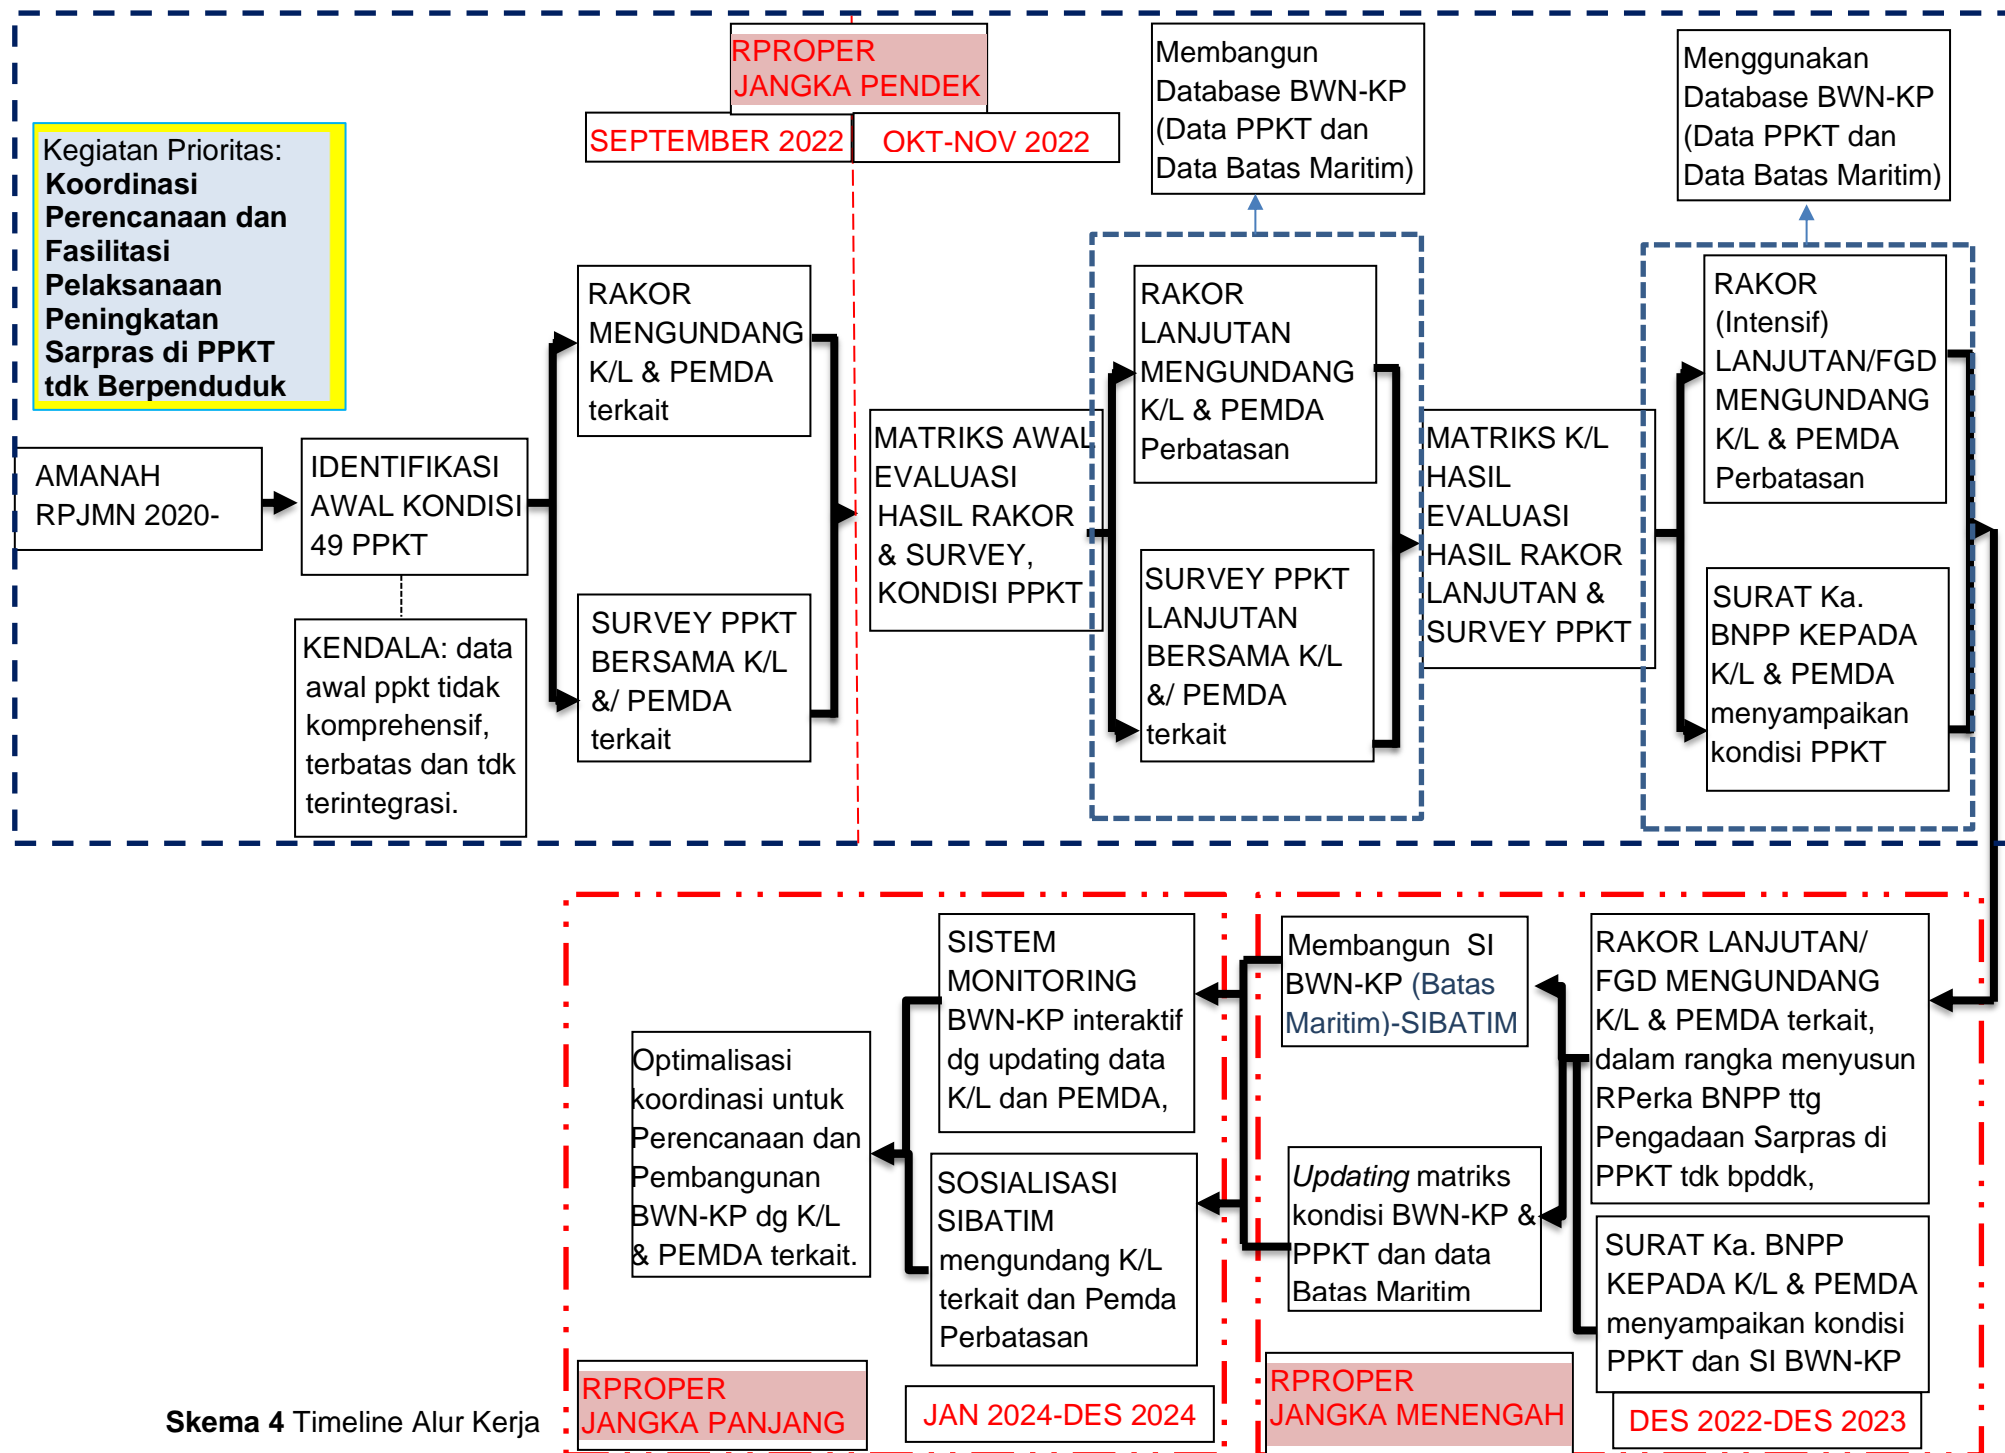 RPROPER
JANGKA PENDEK
SEPTEMBER 2022
OKT-NOV 2022
Membangun
Database BWN-KP
(Data PPKT dan
Data Batas Maritim)
Menggunakan
Database BWN-KP
(Data PPKT dan
Data Batas Maritim)
Kegiatan Prioritas:
Koordinasi
Perencanaan dan
Fasilitasi
Pelaksanaan
Peningkatan
Sarpras di PPKT
tdk Berpenduduk
AMANAH
RPJMN 2020-
IDENTIFIKASI
AWAL KONDISI
49 PPKT
KENDALA: data
awal ppkt tidak
komprehensif,
terbatas dan tdk
terintegrasi.
RAKOR
MENGUNDANG
K/L & PEMDA
terkait
SURVEY PPKT
BERSAMA K/L
&/ PEMDA
terkait
MATRIKS AWAL
EVALUASI
HASIL RAKOR
& SURVEY,
KONDISI PPKT
RAKOR
LANJUTAN
MENGUNDANG
K/L & PEMDA
Perbatasan
SURVEY PPKT
LANJUTAN
BERSAMA K/L
&/ PEMDA
terkait
MATRIKS K/L
HASIL
EVALUASI
HASIL RAKOR
LANJUTAN &
SURVEY PPKT
RAKOR
(Intensif)
LANJUTAN/FGD
MENGUNDANG
K/L & PEMDA
Perbatasan
SURAT Ka.
BNPP KEPADA
K/L & PEMDA
menyampaikan
kondisi PPKT
RAKOR LANJUTAN/
FGD MENGUNDANG
K/L & PEMDA terkait,
dalam rangka menyusun
RPerka BNPP ttg
Pengadaan Sarpras di
PPKT tdk bpddk,
SURAT Ka. BNPP
KEPADA K/L & PEMDA
menyampaikan kondisi
PPKT dan SI BWN-KP
Membangun SI
BWN-KP (Batas
Maritim)-SIBATIM
Updating matriks
kondisi BWN-KP &
PPKT dan data
Batas Maritim
RPROPER
JANGKA MENENGAH
DES 2022-DES 2023
SISTEM
MONITORING
BWN-KP interaktif
dg updating data
K/L dan PEMDA,
SOSIALISASI
SIBATIM
mengundang K/L
terkait dan Pemda
Perbatasan
Optimalisasi
koordinasi untuk
Perencanaan dan
Pembangunan
BWN-KP dg K/L
& PEMDA terkait.
RPROPER
JANGKA PANJANG
JAN 2024-DES 2024
Skema 4 Timeline Alur Kerja